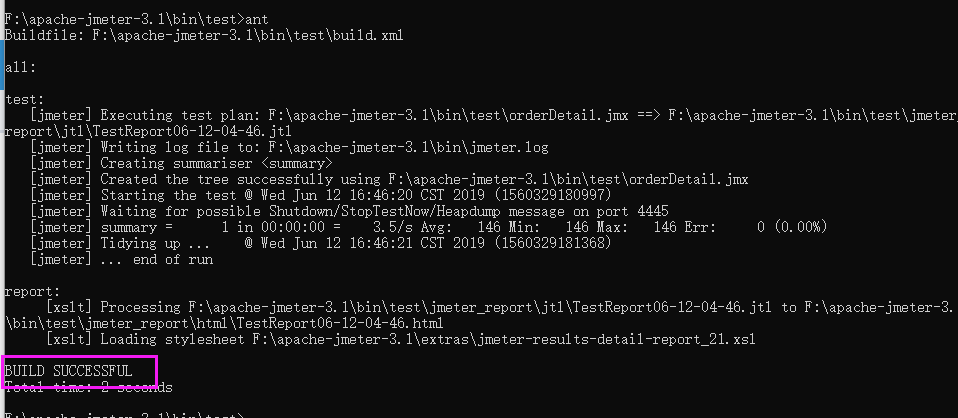 F:\apache-jmeter-3.1\bin\test>ant
Buildfile: F:\apache-jmeter-3.1\bin\test\build.xml
all:
test:
[jmeter] Executing test plan: F:\apache-jmeter-3.1\bin\test\orderDetail.jmx ==> F:\apache-jmeter-3.1\bin\test\jmeter_
report\jtl\TestReport06-12-04-46.jtl
[jmeter] Writing log file to: F:\apache-jmeter-3.1\bin\jmeter.log
[jmeter] Creating summariser <summary>
[jmeter] Created the tree successfully using F:\apache-jmeter-3.1\bin\test\orderDetail.jmx
[jmeter] Starting the test @ Wed Jun 12 16:46:20 CST 2019 (1560329180997)
[jmeter] Waiting for possible Shutdown/StopTestNow/Heapdump message on port 4445
[jmeter] summary =      1 in 00:00:00 =    3.5/s Avg:   146 Min:   146 Max:   146 Err:     0 (0.00%)
[jmeter] Tidying up ...    @ Wed Jun 12 16:46:21 CST 2019 (1560329181368)
[jmeter] ... end of run
report:
[xslt] Processing F:\apache-jmeter-3.1\bin\test\jmeter_report\jtl\TestReport06-12-04-46.jtl to F:\apache-jmeter-3.
\bin\test\jmeter_report\html\TestReport06-12-04-46.html
[xslt] Loading stylesheet F:\apache-jmeter-3.1\extras\jmeter-results-detail-report_21.xsl
BUILD SUCCESSFUL
Total time: 2 seconds
F:\apache-jmeter-3.1\bin\test>